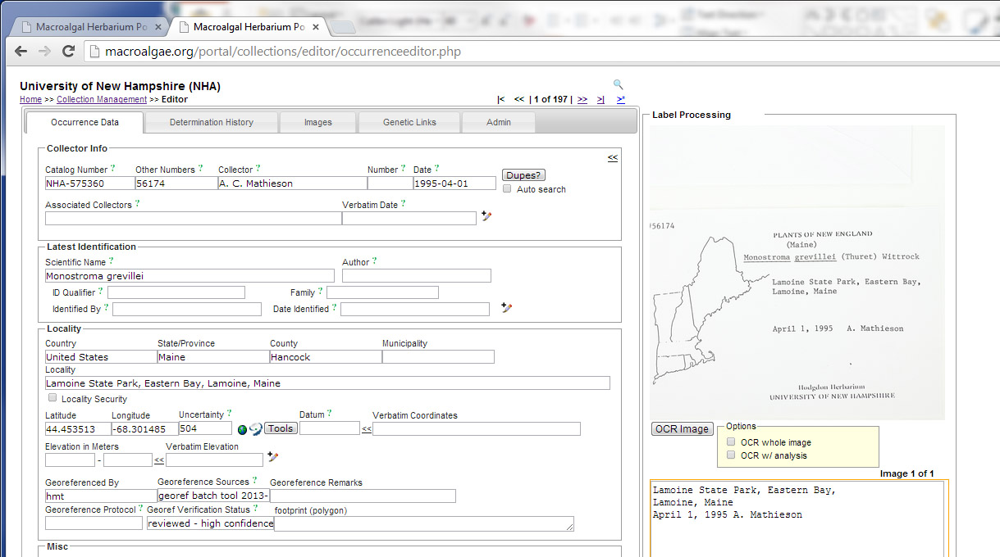 Macroalgal Herbarium Po × Macroalgal Herbarium Po ×
macroalgae.org/portal/collections/editor/occurrenceeditor.php
University of New Hampshire (NHA)
Home >> Collection Management >> Editor
|< << | 1 of 197 | >> >| >*
Occurrence Data Determination History Images Genetic Links Admin
Collector Info
<<
Catalog Number ? Other Numbers ? Collector ? Number ? Date ?
NHA-575360 56174 A. C. Mathieson 1995-04-01 Dupes?
Auto search
Associated Collectors ? Verbatim Date ?
Latest Identification
Scientific Name ? Author ?
Monostroma grevillei
ID Qualifier ? Family ?
Identified By ? Date Identified ?
Locality
Country State/Province County Municipality
United States Maine Hancock
Locality
Lamoine State Park, Eastern Bay, Lamoine, Maine
Locality Security
Latitude Longitude Uncertainty ? Datum ? Verbatim Coordinates
44.453513 -68.301485 504 Tools <<
Elevation in Meters Verbatim Elevation
- <<
Georeferenced By Georeference Sources ? Georeference Remarks
hmt georef batch tool 2013-
Georeference Protocol ? Georef Verification Status ? footprint (polygon)
reviewed - high confidence
Misc
Label Processing
56174
PLANTS OF NEW ENGLAND
(Maine)
Monostroma grevillei (Thuret) Wittrock
Lamoine State Park, Eastern Bay,
Lamoine, Maine
April 1, 1995 A. Mathieson
Hodgdon Herbarium
UNIVERSITY OF NEW HAMPSHIRE
OCR Image
Options
OCR whole image
OCR w/ analysis
Image 1 of 1
Lamoine State Park, Eastern Bay,
Lamoine, Maine
April 1, 1995 A. Mathieson